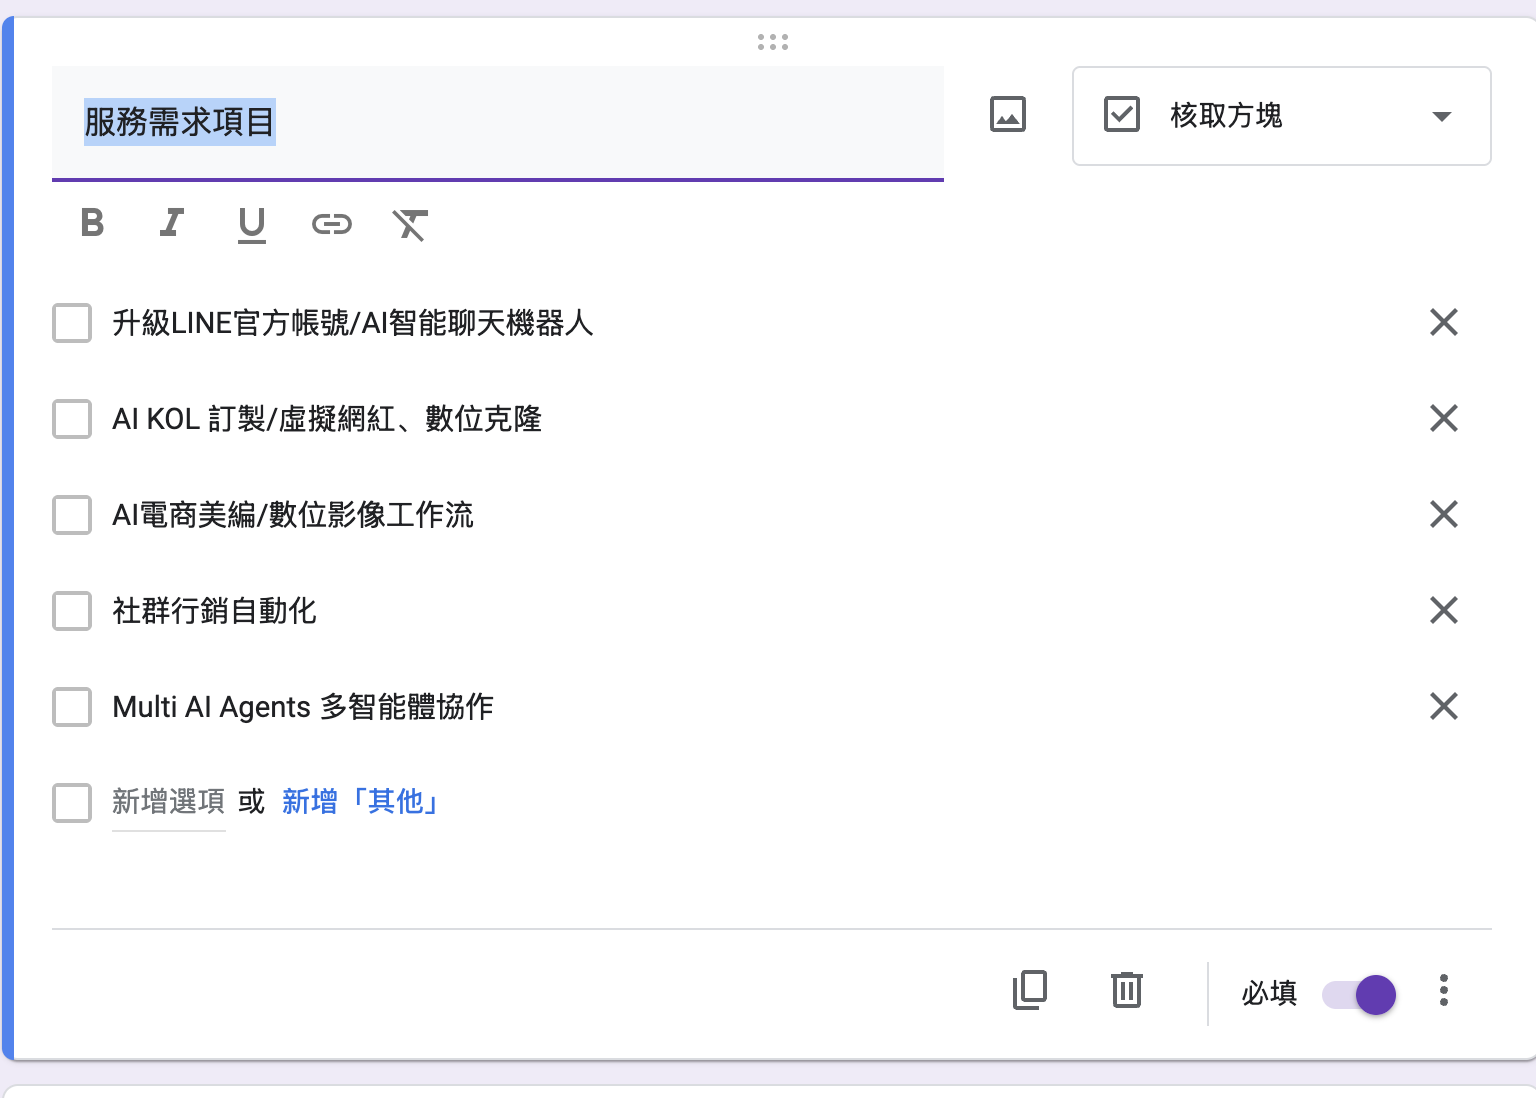 服務需求項目
核取方塊
B I U
升級LINE官方帳號/AI智能聊天機器人
AI KOL 訂製/虛擬網紅、數位克隆
AI電商美編/數位影像工作流
社群行銷自動化
Multi AI Agents 多智能體協作
新增選項 或 新增「其他」
必填